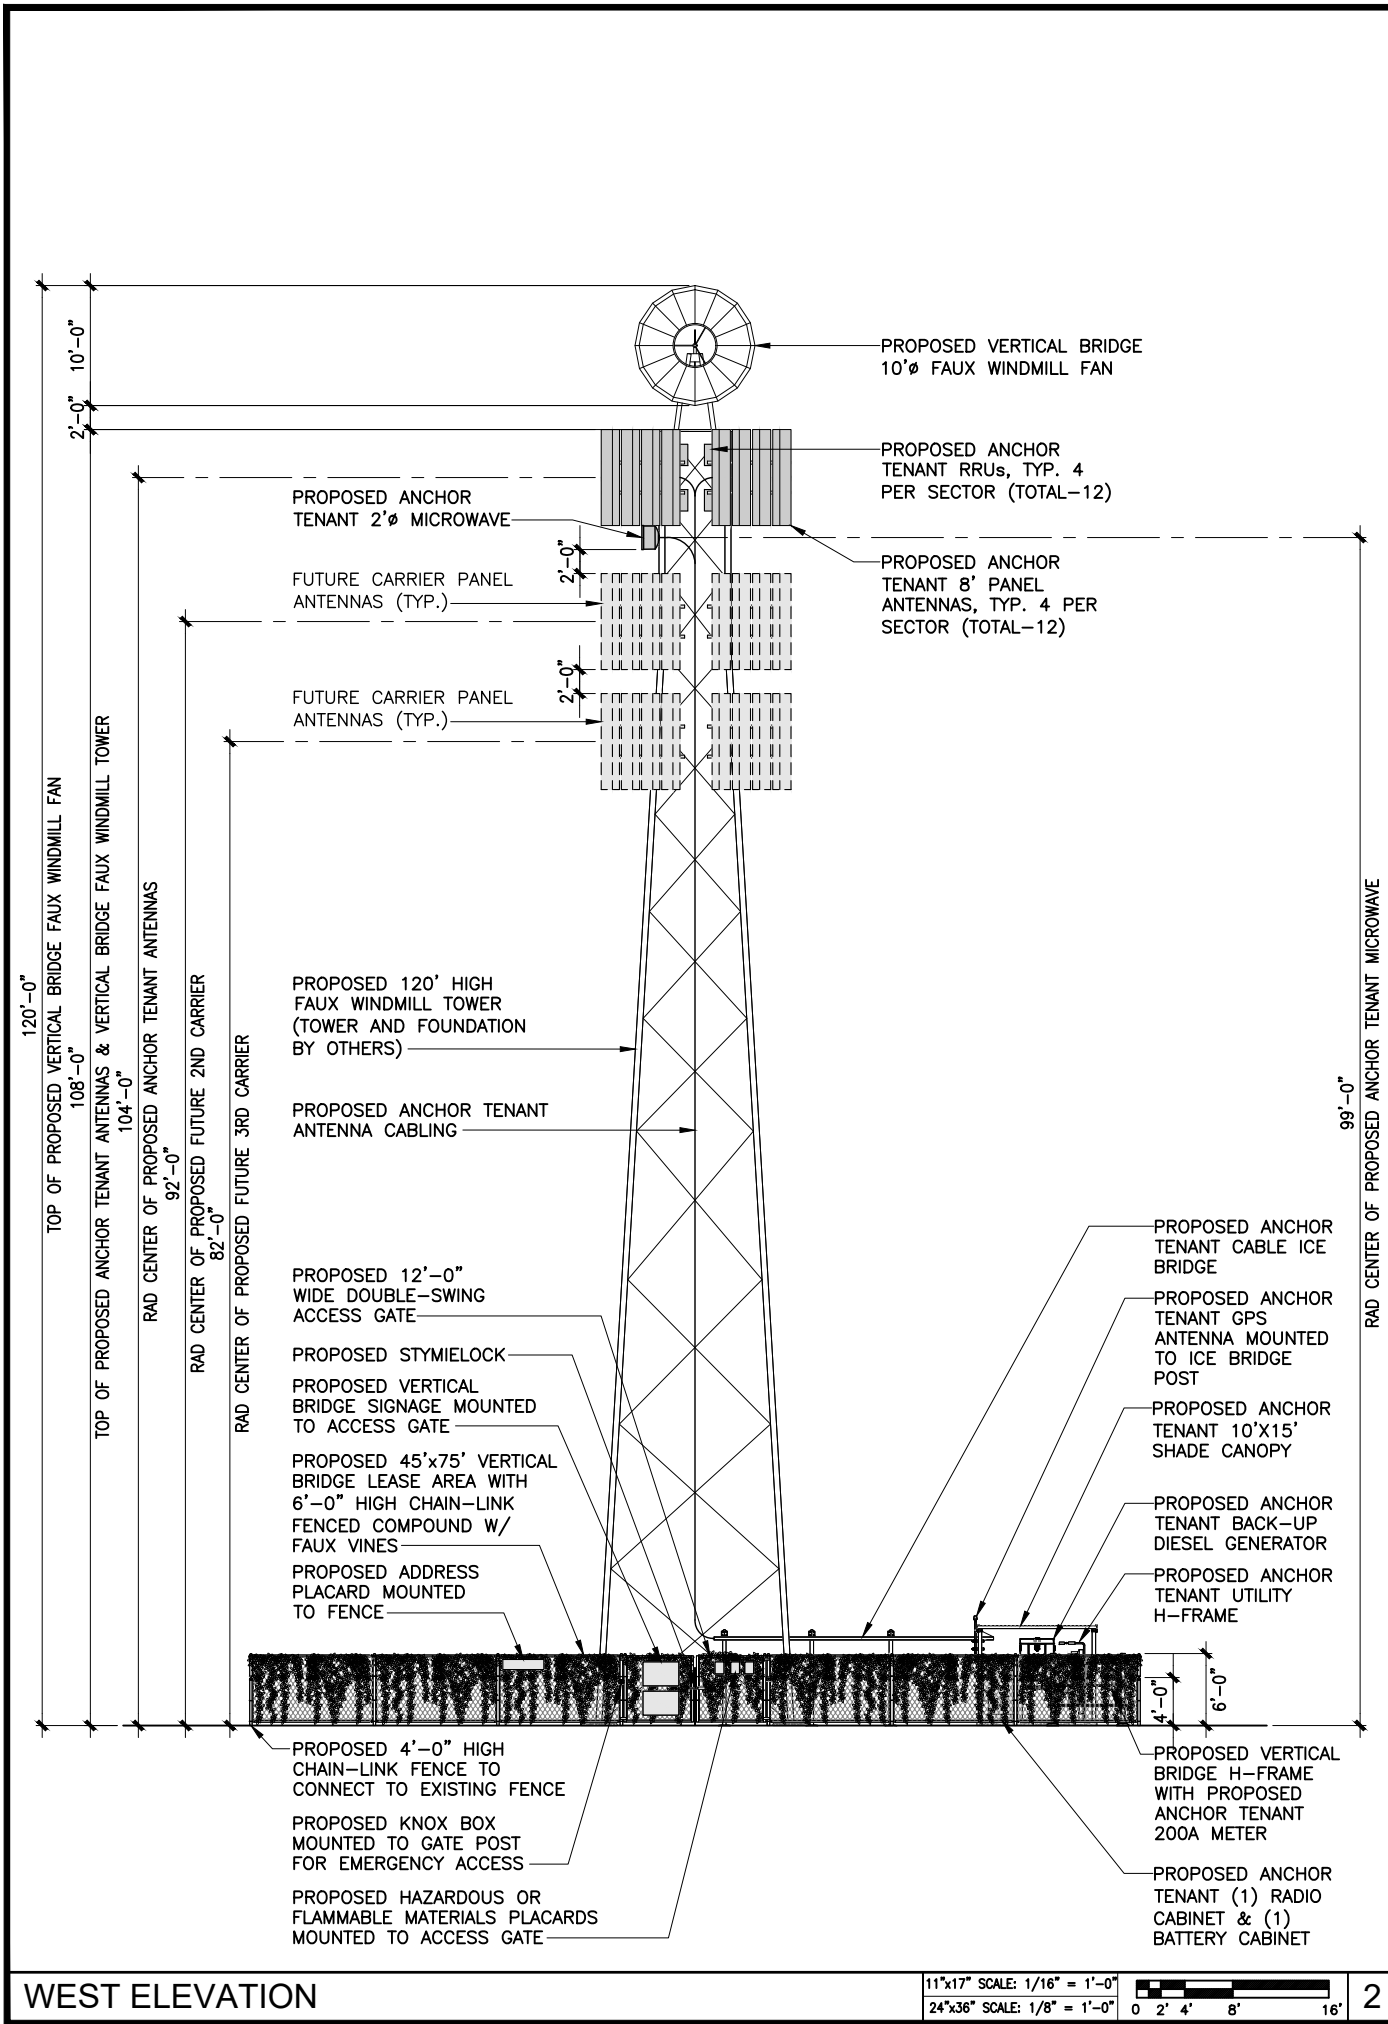 10'-0"
2'-0"
PROPOSED VERTICAL BRIDGE
10'ø FAUX WINDMILL FAN
PROPOSED ANCHOR
TENANT RRUs, TYP. 4
PER SECTOR (TOTAL-12)
PROPOSED ANCHOR
TENANT 2'ø MICROWAVE
2'-0"
PROPOSED ANCHOR
TENANT 8' PANEL
ANTENNAS, TYP. 4 PER
SECTOR (TOTAL-12)
FUTURE CARRIER PANEL
ANTENNAS (TYP.)
2'-0"
FUTURE CARRIER PANEL
ANTENNAS (TYP.)
120'-0"
TOP OF PROPOSED VERTICAL BRIDGE FAUX WINDMILL FAN
108'-0"
TOP OF PROPOSED ANCHOR TENANT ANTENNAS & VERTICAL BRIDGE FAUX WINDMILL TOWER
104'-0"
RAD CENTER OF PROPOSED ANCHOR TENANT ANTENNAS
92'-0"
RAD CENTER OF PROPOSED FUTURE 2ND CARRIER
82'-0"
RAD CENTER OF PROPOSED FUTURE 3RD CARRIER
99'-0"
RAD CENTER OF PROPOSED ANCHOR TENANT MICROWAVE
PROPOSED 120' HIGH
FAUX WINDMILL TOWER
(TOWER AND FOUNDATION
BY OTHERS)
PROPOSED ANCHOR TENANT
ANTENNA CABLING
PROPOSED 12'-0"
WIDE DOUBLE-SWING
ACCESS GATE
PROPOSED STYMIELOCK
PROPOSED VERTICAL
BRIDGE SIGNAGE MOUNTED
TO ACCESS GATE
PROPOSED 45'x75' VERTICAL
BRIDGE LEASE AREA WITH
6'-0" HIGH CHAIN-LINK
FENCED COMPOUND W/
FAUX VINES
PROPOSED ADDRESS
PLACARD MOUNTED
TO FENCE
PROPOSED ANCHOR
TENANT CABLE ICE
BRIDGE
PROPOSED ANCHOR
TENANT GPS
ANTENNA MOUNTED
TO ICE BRIDGE
POST
PROPOSED ANCHOR
TENANT 10'X15'
SHADE CANOPY
PROPOSED ANCHOR
TENANT BACK-UP
DIESEL GENERATOR
PROPOSED ANCHOR
TENANT UTILITY
H-FRAME
4'-0"
6'-0"
PROPOSED 4'-0" HIGH
CHAIN-LINK FENCE TO
CONNECT TO EXISTING FENCE
PROPOSED KNOX BOX
MOUNTED TO GATE POST
FOR EMERGENCY ACCESS
PROPOSED HAZARDOUS OR
FLAMMABLE MATERIALS PLACARDS
MOUNTED TO ACCESS GATE
PROPOSED VERTICAL
BRIDGE H-FRAME
WITH PROPOSED
ANCHOR TENANT
200A METER
PROPOSED ANCHOR
TENANT (1) RADIO
CABINET & (1)
BATTERY CABINET
WEST ELEVATION
11"x17" SCALE: 1/16" = 1'-0"
24"x36" SCALE: 1/8" = 1'-0"
0 2' 4' 8' 16'
2